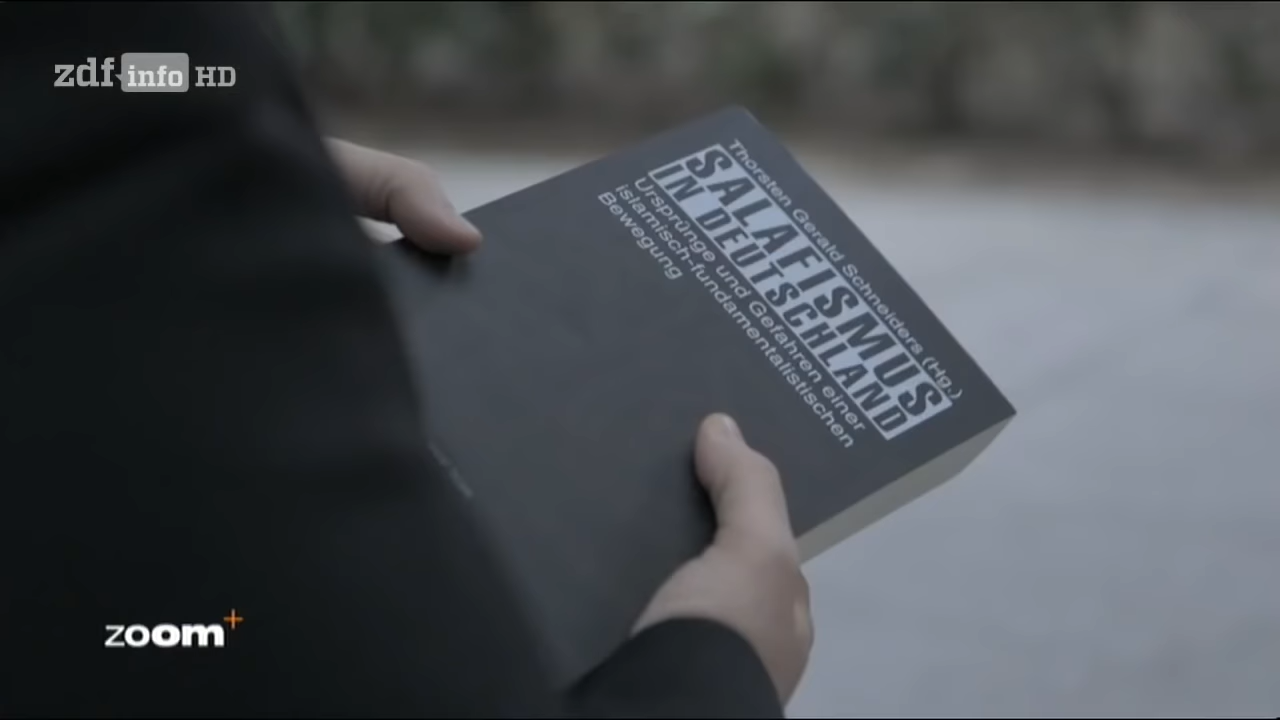 zdf info HD
Thorsten Gerald Schneiders (Hg.)
SALAFISMUS
IN DEUTSCHLAND
Ursprünge und Gefahren einer
islamisch-fundamentalistischen
Bewegung
zoom+